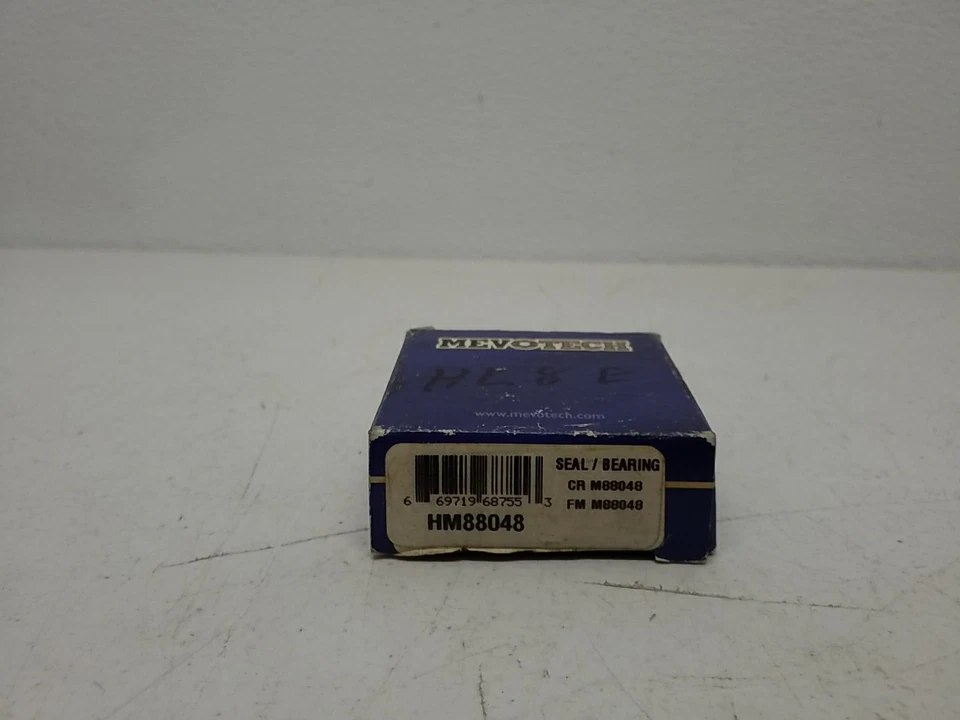 MEVOTECH
www.mevotech.com
SEAL / BEARING
CR M88048
FM M88048
6 69719 68755 3
HM88048